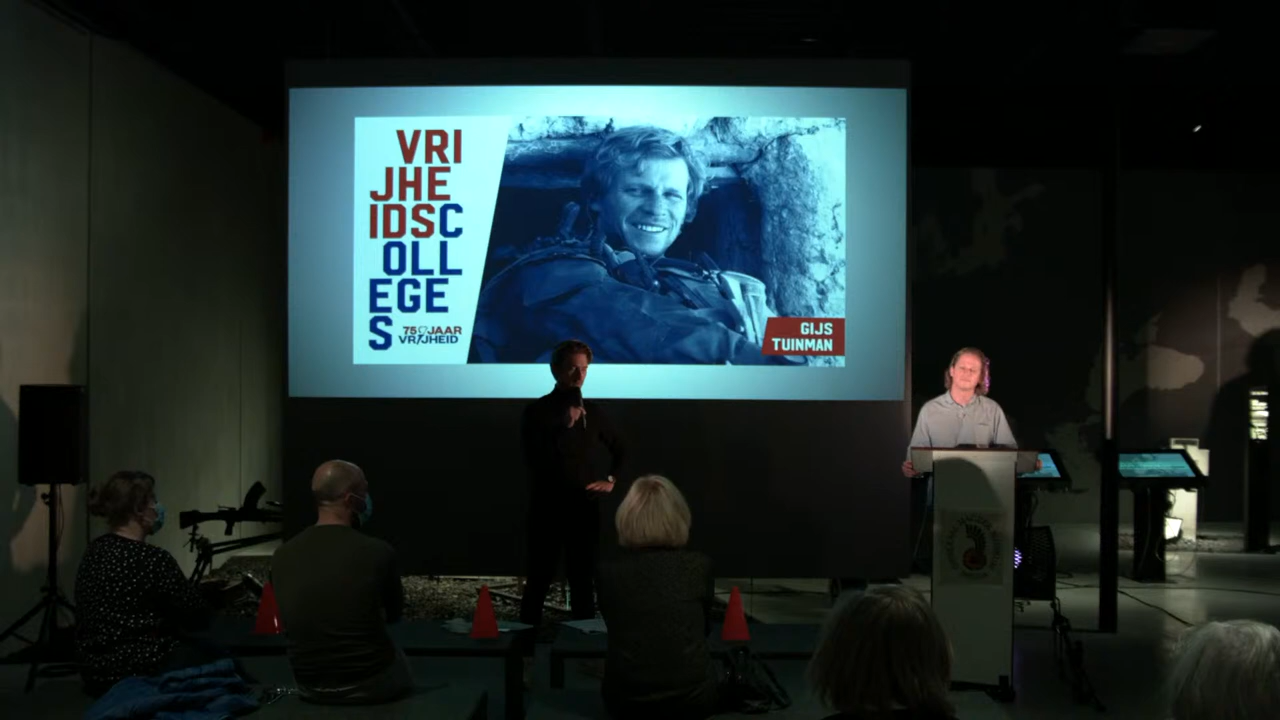 VRI
JHE
IDSC
OLL
EGE
S
75 JAAR
VRIJHEID
GIJS
TUINMAN